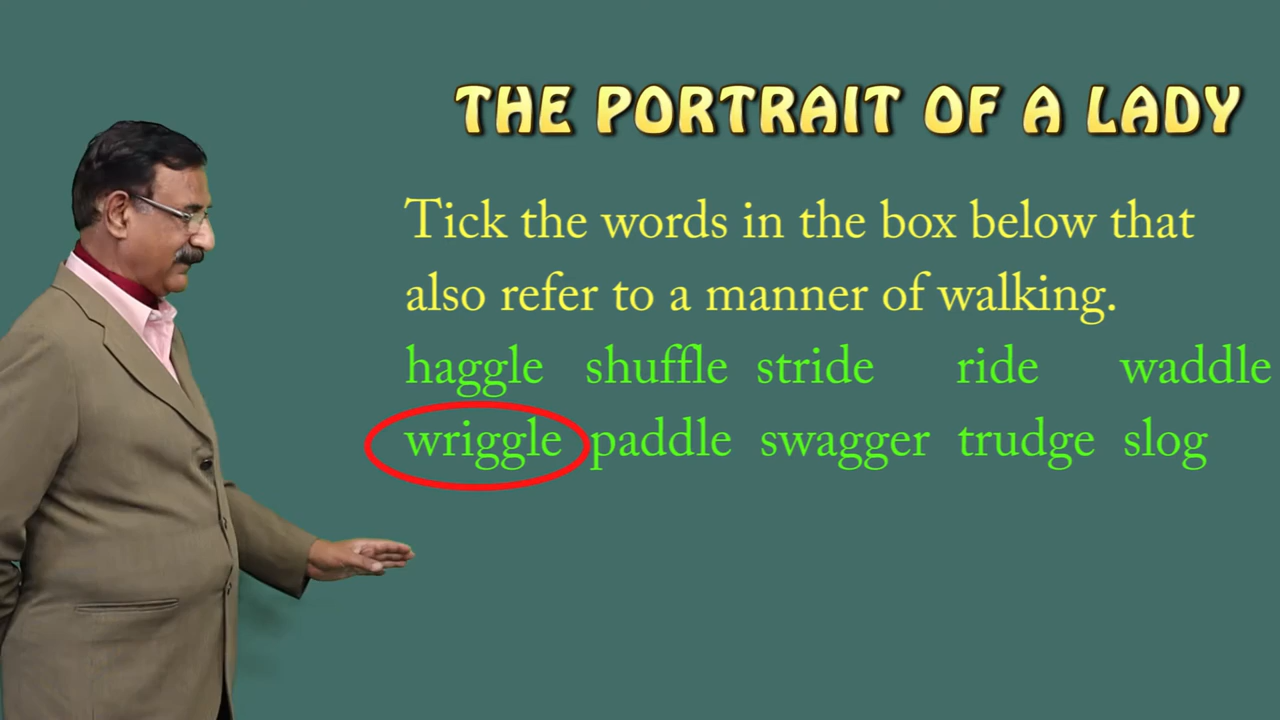 THE PORTRAIT OF A LADY
Tick the words in the box below that
also refer to a manner of walking.
haggle shuffle stride ride waddle
wriggle paddle swagger trudge slog